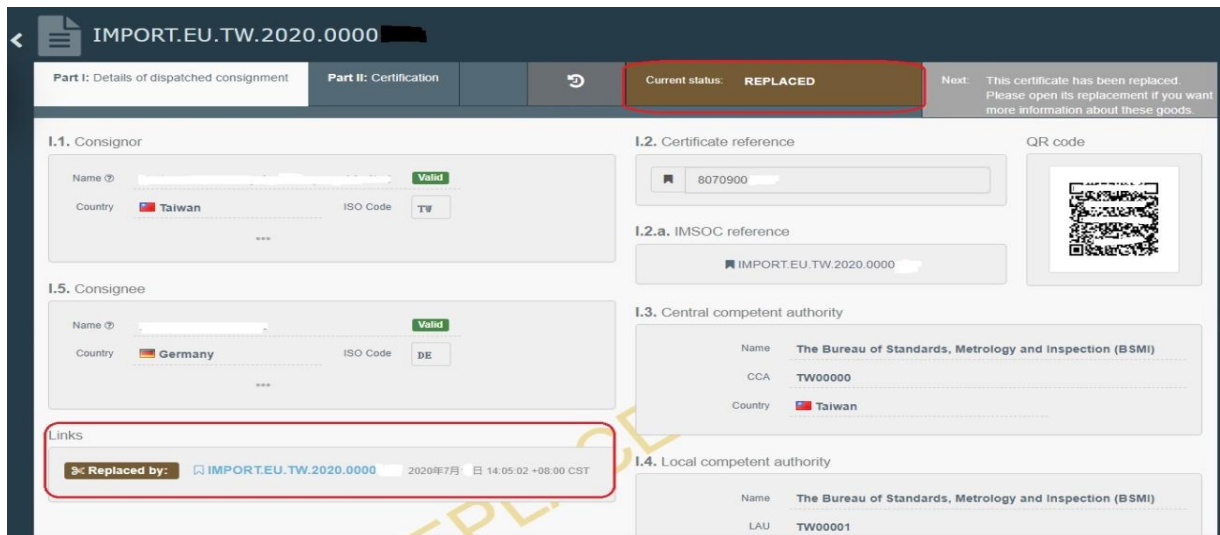 IMPORT.EU.TW.2020.0000
Part I: Details of dispatched consignment
Part II: Certification
Current status: REPLACED
Next: This certificate has been replaced.
Please open its replacement if you want
more information about these goods.
I.1. Consignor
Name Valid
Country Taiwan ISO Code TW
I.5. Consignee
Name Valid
Country Germany ISO Code DE
Links
Replaced by: IMPORT.EU.TW.2020.0000 2020年7月 日 14:05:02 +08:00 CST
I.2. Certificate reference
8070900
I.2.a. IMSOC reference
IMPORT.EU.TW.2020.0000
QR code
I.3. Central competent authority
Name The Bureau of Standards, Metrology and Inspection (BSMI)
CCA TW00000
Country Taiwan
I.4. Local competent authority
Name The Bureau of Standards, Metrology and Inspection (BSMI)
LAU TW00001